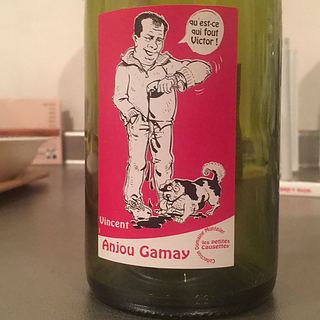 qu'est-ce
qui fout
Victor !
Vincent
Anjou Gamay
les petites
causettes